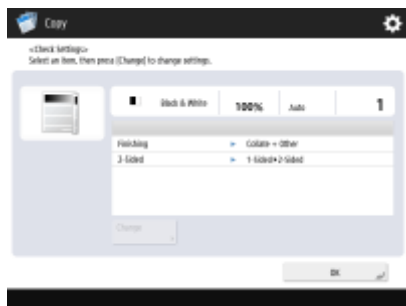 Copy
<Check Settings>
Select an item, then press [Change] to change settings.
Black & White 100% Auto 1
Finishing ► Collate + Other
2-Sided ► 1-Sided▸2-Sided
Change
OK